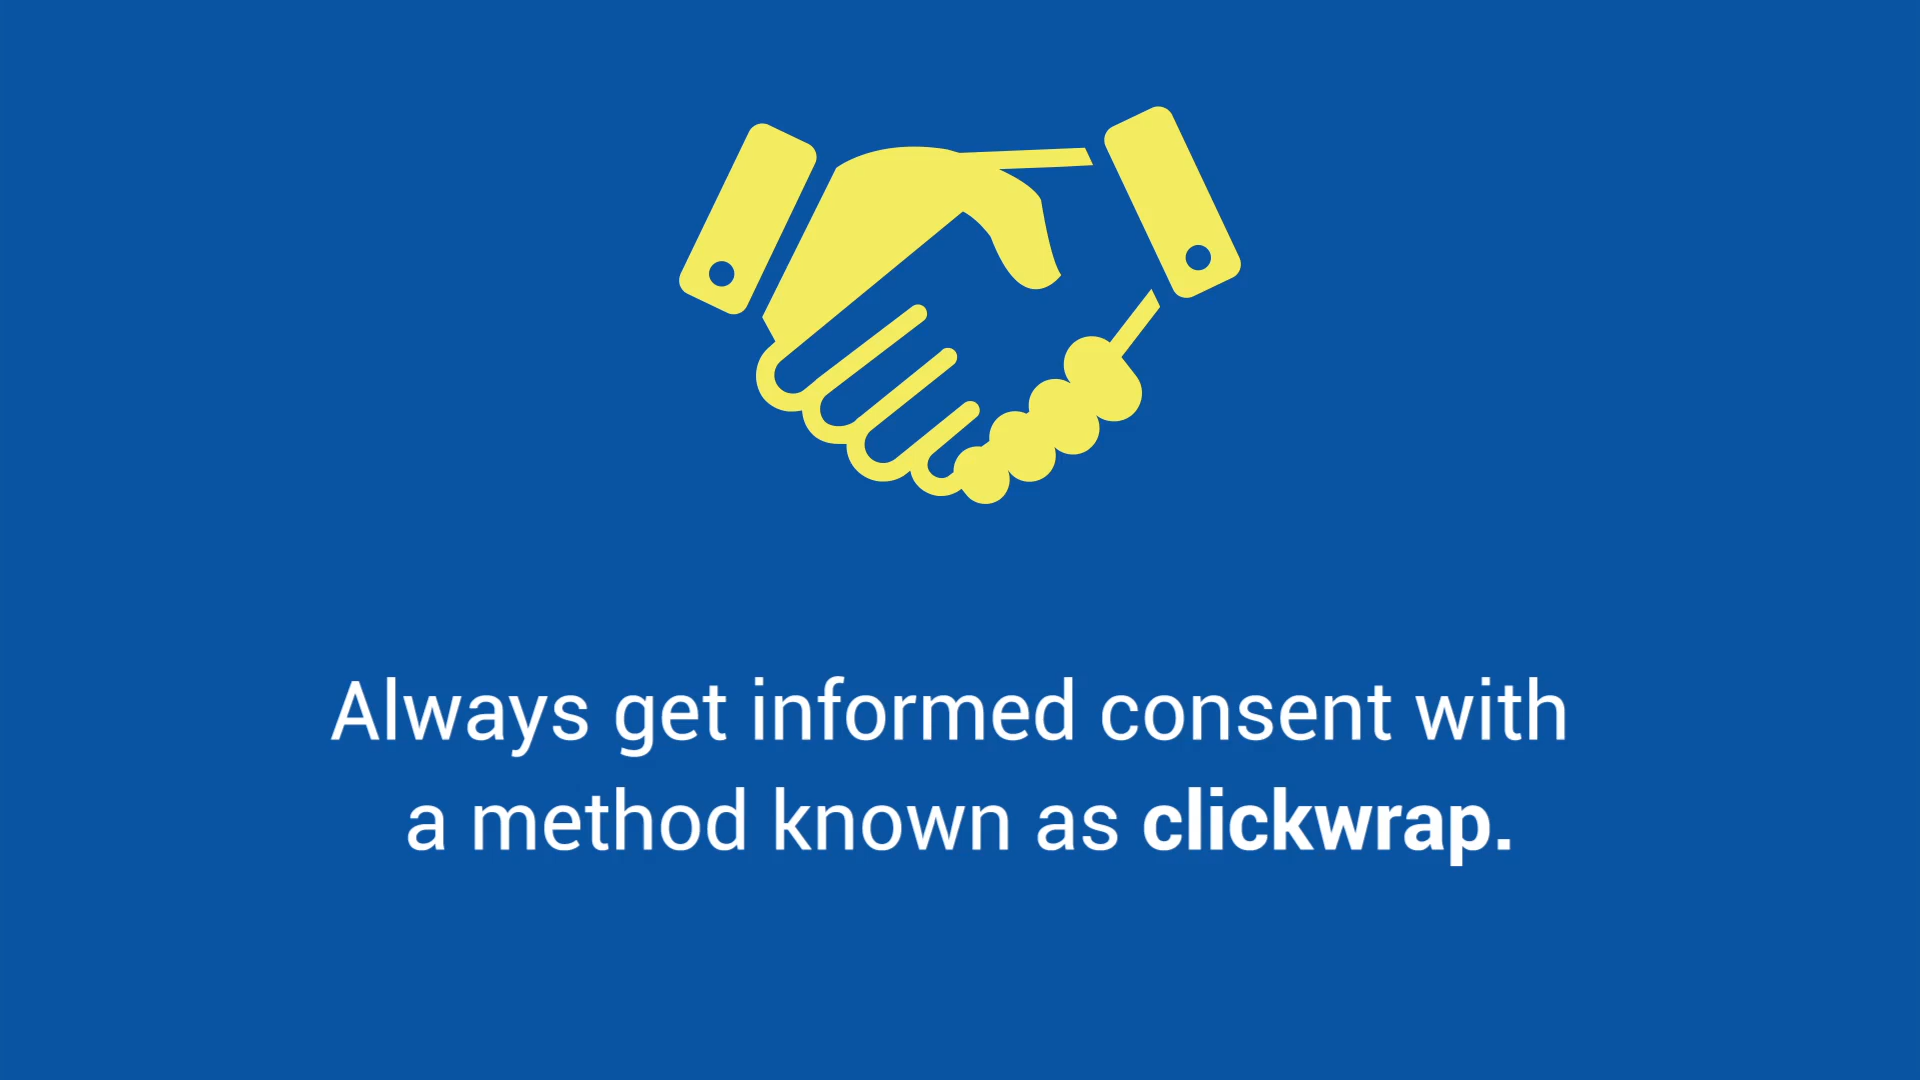 Always get informed consent with
a method known as clickwrap.